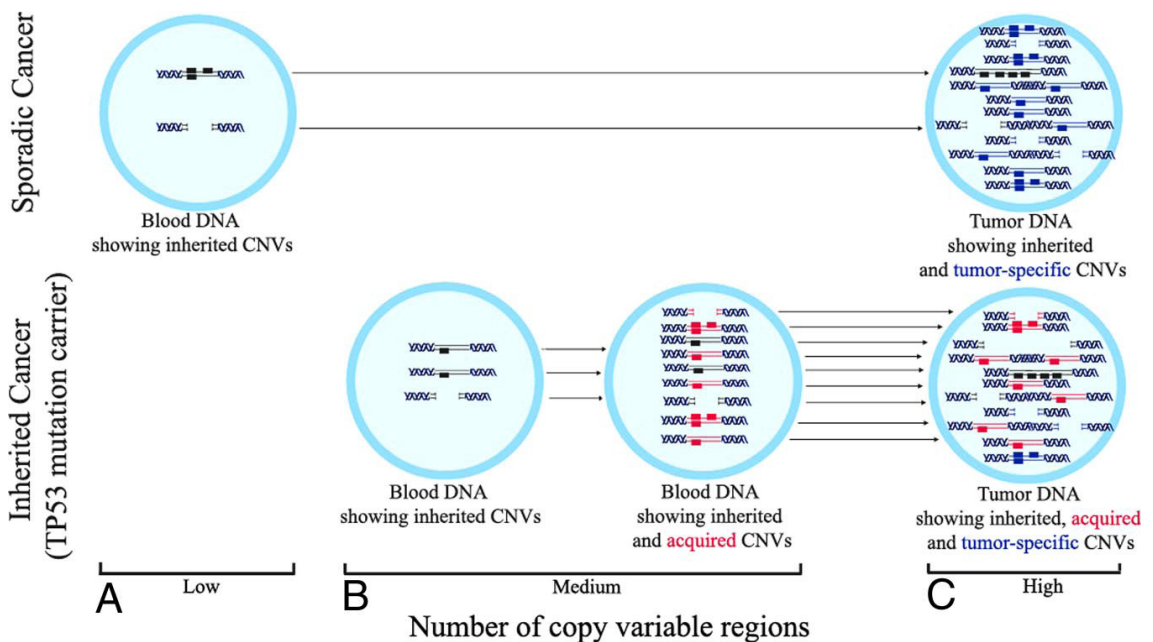 Sporadic Cancer
Blood DNA
showing inherited CNVs
Tumor DNA
showing inherited
and tumor-specific CNVs
Inherited Cancer
(TP53 mutation carrier)
Blood DNA
showing inherited CNVs
Blood DNA
showing inherited
and acquired CNVs
Tumor DNA
showing inherited, acquired
and tumor-specific CNVs
A
Low
B
Medium
C
High
Number of copy variable regions